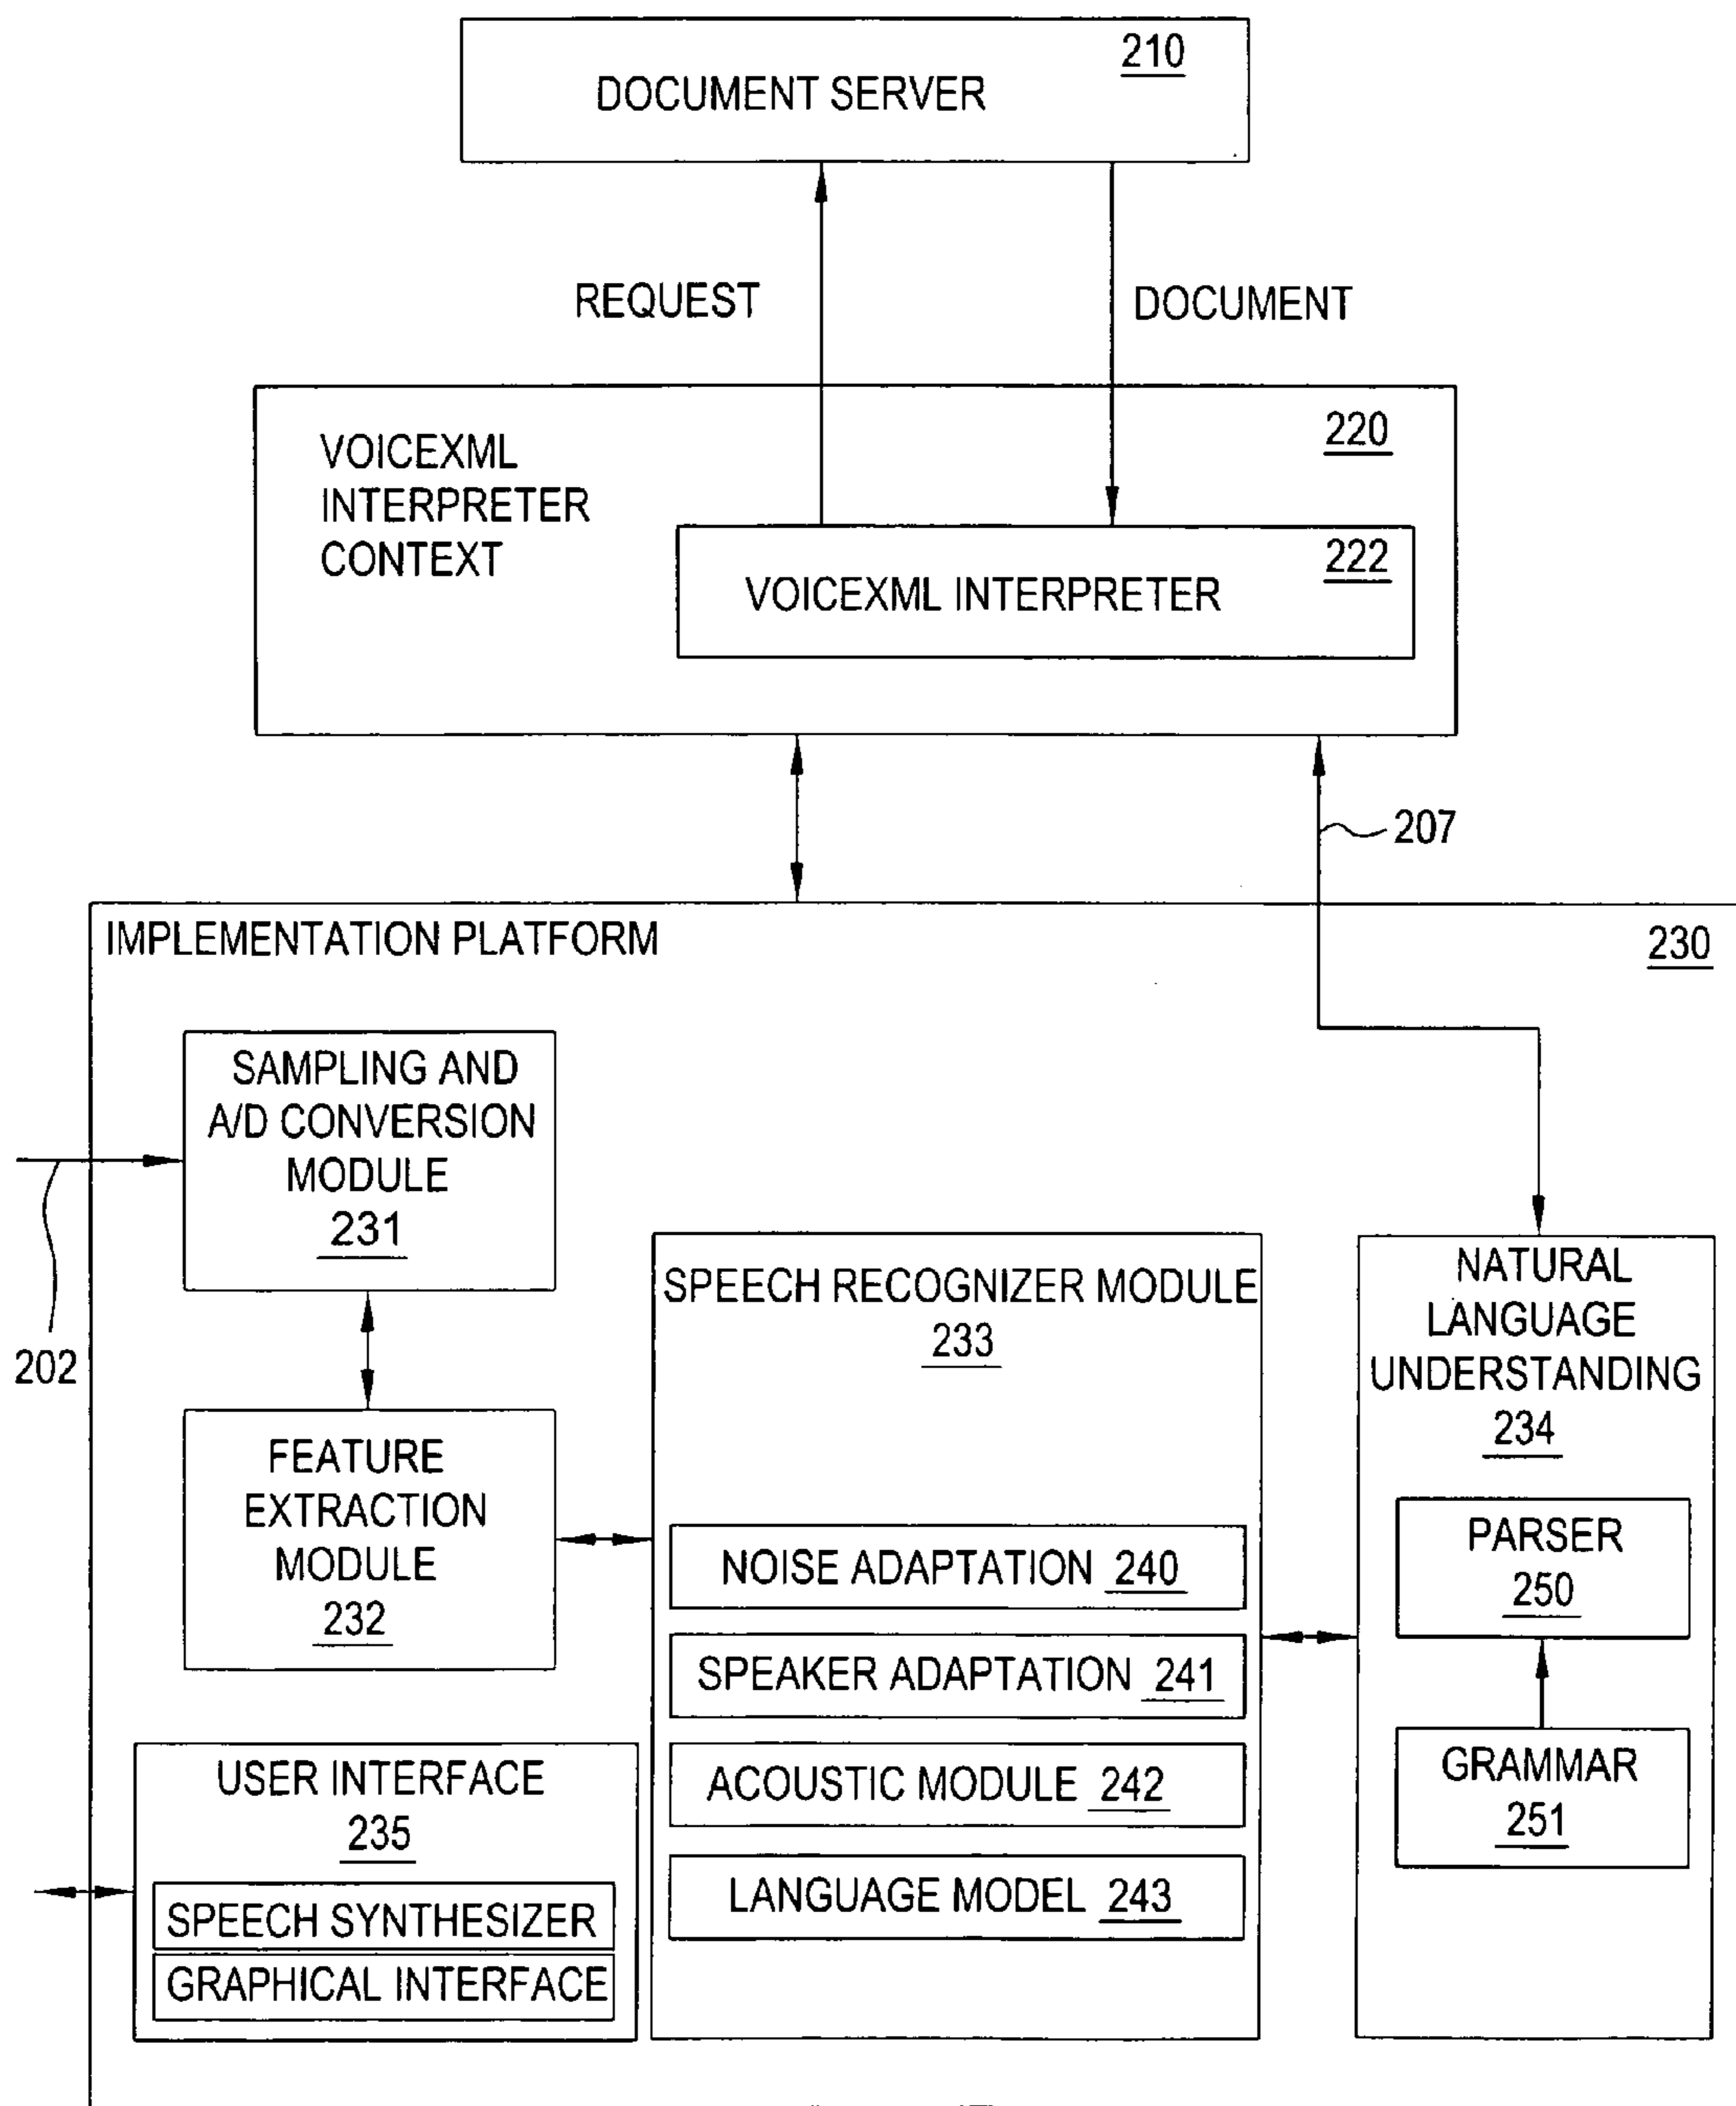 210
DOCUMENT SERVER
REQUEST
DOCUMENT
VOICEXML
INTERPRETER
CONTEXT
220
222
VOICEXML INTERPRETER
207
IMPLEMENTATION PLATFORM
230
SAMPLING AND
A/D CONVERSION
MODULE
231
202
FEATURE
EXTRACTION
MODULE
232
SPEECH RECOGNIZER MODULE
233
NOISE ADAPTATION 240
SPEAKER ADAPTATION 241
ACOUSTIC MODULE 242
LANGUAGE MODEL 243
NATURAL
LANGUAGE
UNDERSTANDING
234
PARSER
250
GRAMMAR
251
USER INTERFACE
235
SPEECH SYNTHESIZER
GRAPHICAL INTERFACE